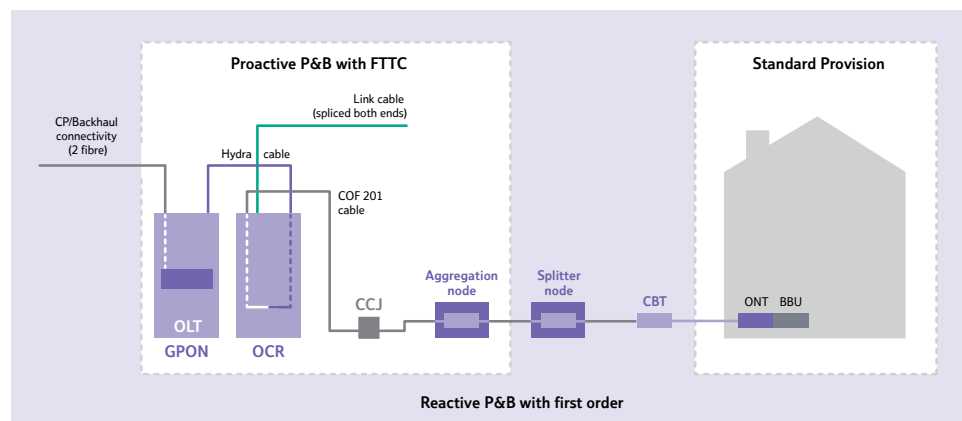 Proactive P&B with FTTC
Standard Provision
Link cable
(spliced both ends)
CP/Backhaul
connectivity
(2 fibre)
Hydra cable
COF 201
cable
Aggregation
node
Splitter
node
CCJ
CBT
ONT BBU
OLT
GPON
OCR
Reactive P&B with first order